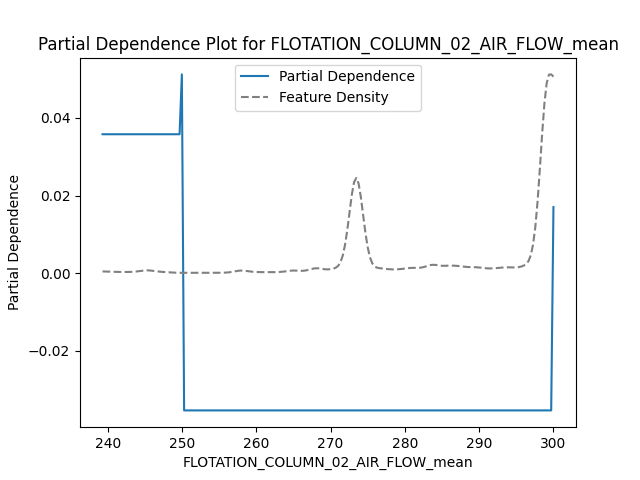 Partial Dependence Plot for FLOTATION_COLUMN_02_AIR_FLOW_mean
Partial Dependence
Feature Density
Partial Dependence
0.04
0.02
0.00
−0.02
240
250
260
270
280
290
300
FLOTATION_COLUMN_02_AIR_FLOW_mean